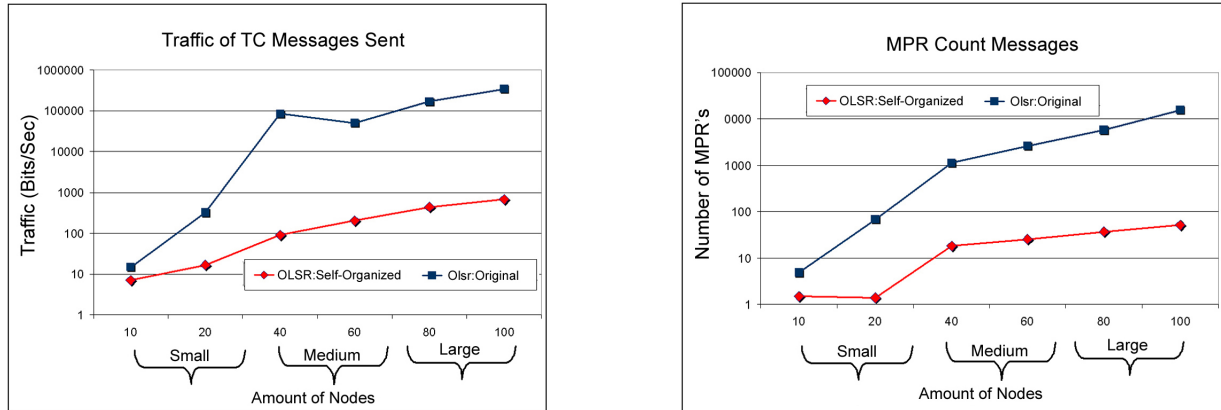 Traffic of TC Messages Sent
Traffic (Bits/Sec)
1000000
100000
10000
1000
100
10
1
OLSR:Self-Organized Olsr:Original
10 20 40 60 80 100
Small Medium Large
Amount of Nodes
MPR Count Messages
Number of MPR's
100000
0000
1000
100
10
1
OLSR:Self-Organized Olsr:Original
10 20 40 60 80 100
Small Medium Large
Amount of Nodes